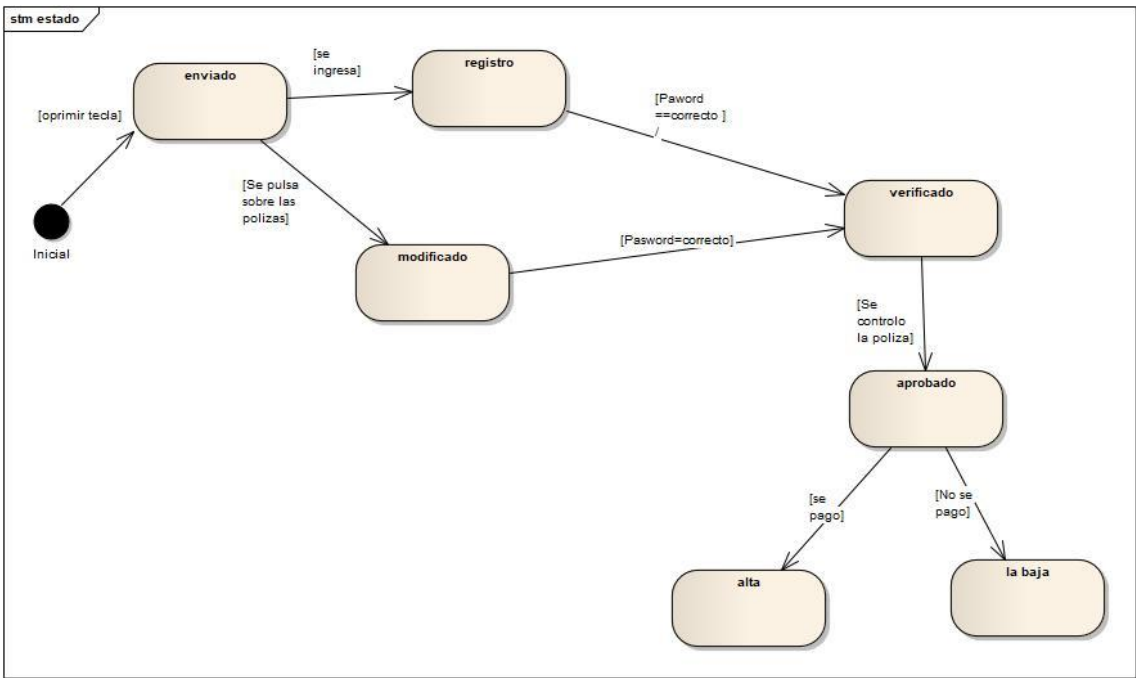 stm estado
enviado
[se
ingresa]
registro
[oprimir tecla]
[Paword
==correcto ]
/
Inicial
[Se pulsa
sobre las
polizas]
modificado
[Pasword=correcto]
verificado
[Se
controlo
la poliza]
aprobado
[se
pago]
[No se
pago]
alta
la baja